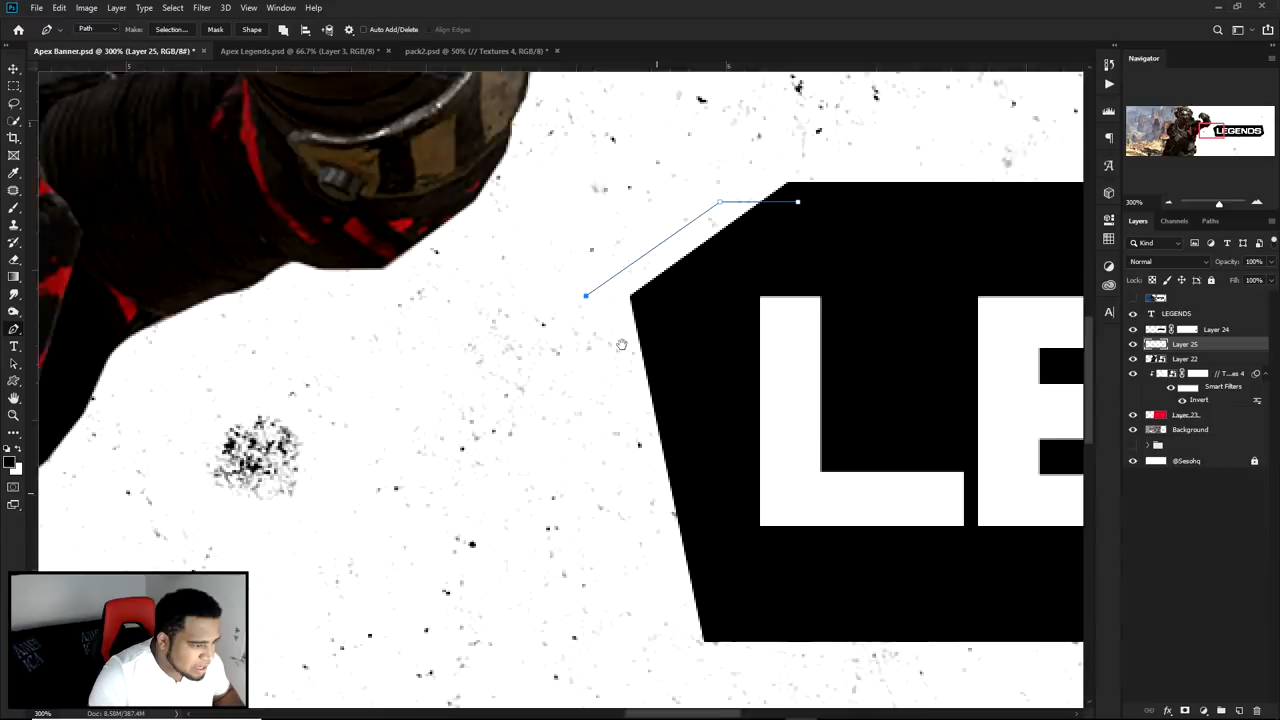 Ps File Edit Image Layer Type Select Filter 3D View Window Help
Path Make: Selection... Mask Shape Auto Add/Delete Align Edges
Apex Banner.psd @ 300% (Layer 25, RGB/8#) * × Apex Legends.psd @ 66.7% (Layer 3, RGB/8) * × pack2.psd @ 50% (// Textures 4, RGB/8) * ×
5 6
Navigator
LEGENDS
300%
Layers Channels Paths
Kind
Normal Opacity: 100%
Lock: Fill: 100%
T LEGENDS
Layer 24
Layer 25
Layer 22
// T...es 4
Smart Filters
Invert
Layer 23
Background
@Sesohq
LE
300% Doc: 8.58M/387.4M